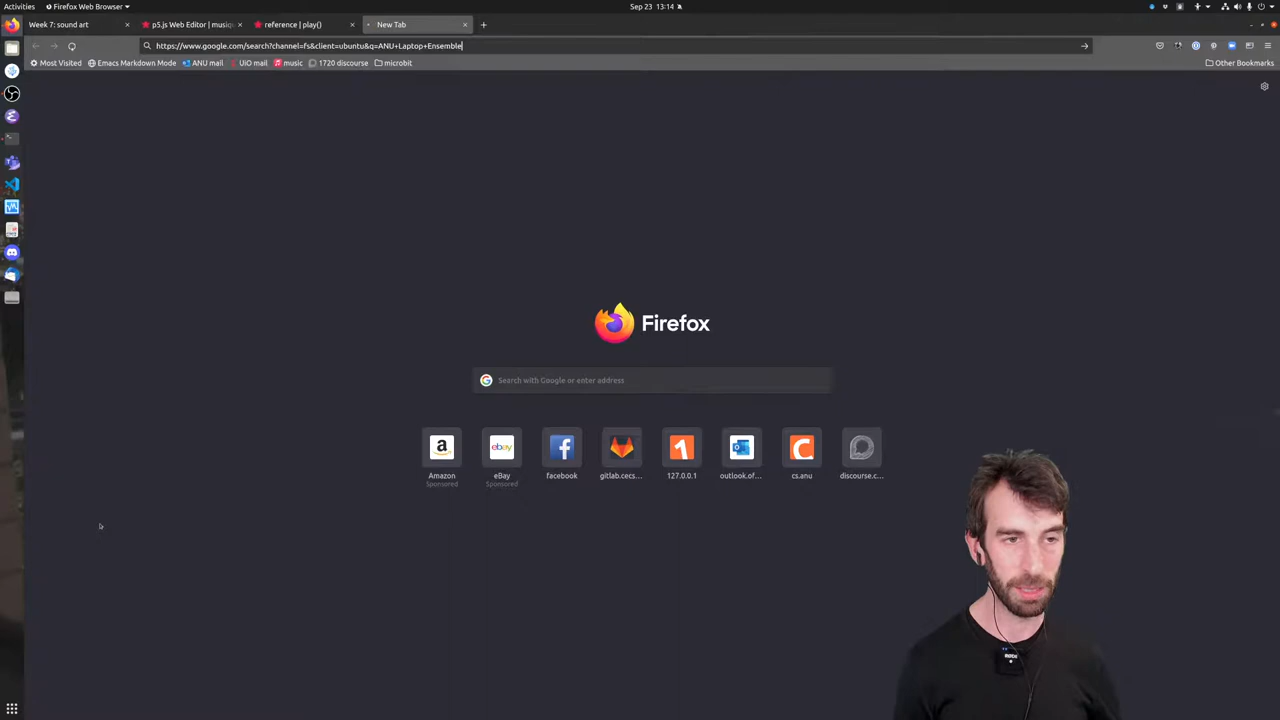 Activities
Firefox Web Browser
Sep 23 13:14
Week 7: sound art
p5.js Web Editor | musiqu
reference | play()
New Tab
https://www.google.com/search?channel=fs&client=ubuntu&q=ANU+Laptop+Ensemble
Most Visited
Emacs Markdown Mode
ANU mail
UiO mail
music
1720 discourse
microbit
Other Bookmarks
Firefox
Search with Google or enter address
Amazon
Sponsored
eBay
Sponsored
facebook
gitlab.cecs...
127.0.0.1
outlook.of...
cs.anu
discourse.c...